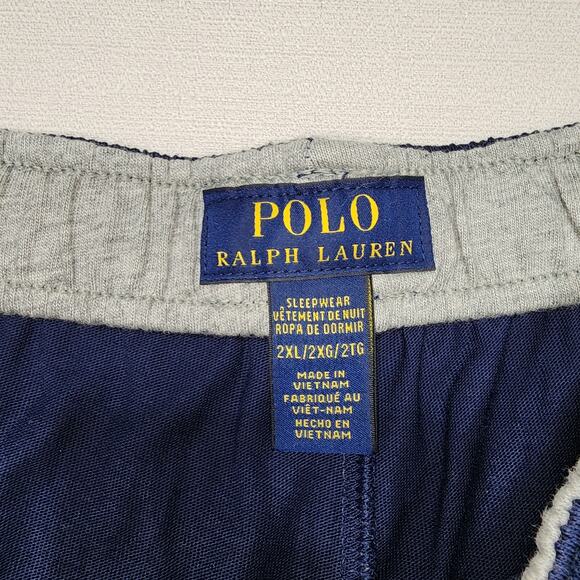 POLO
RALPH LAUREN
SLEEPWEAR
VÊTEMENT DE NUIT
ROPA DE DORMIR
2XL/2XG/2TG
MADE IN
VIETNAM
FABRIQUÉ AU
VIÊT-NAM
HECHO EN
VIETNAM